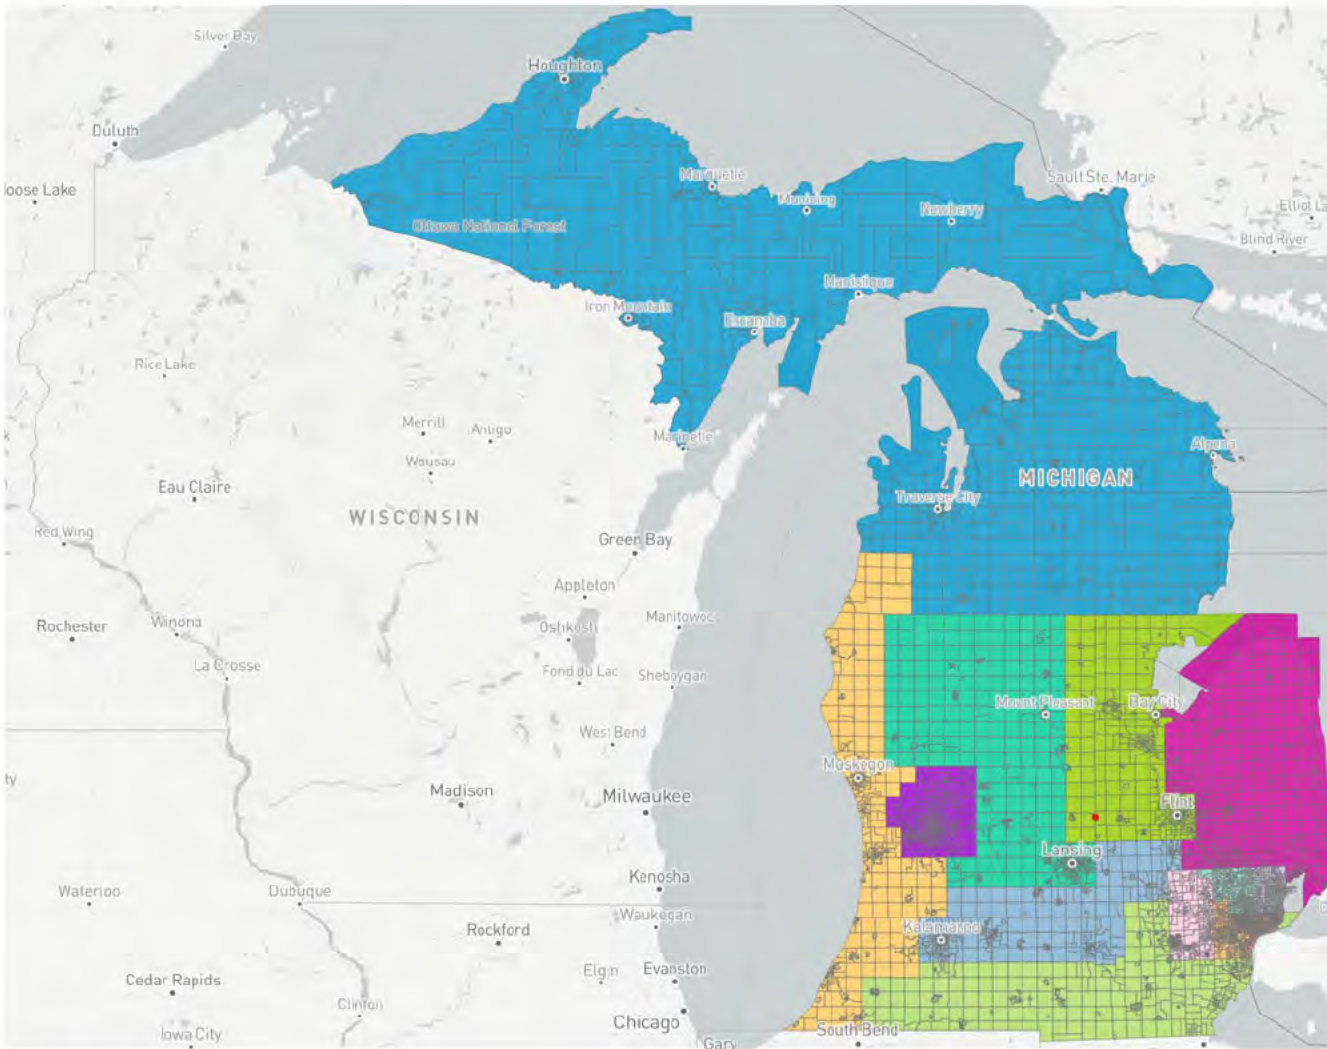 Silver Bay
Houghton
Duluth
oose Lake
Marquette
Sault Ste. Marie
Munising
Newberry
Elliot La
Ottawa National Forest
Blind River
Manistique
Iron Mountain
Escanaba
Rice Lake
Merrill
Antigo
Marinette
Alpena
Wausau
MICHIGAN
Eau Claire
Traverse City
WISCONSIN
Red Wing
Green Bay
Appleton
Rochester
Winona
Oshkosh
Manitowoc
La Crosse
Fond du Lac
Sheboygan
Mount Pleasant
Bay City
West Bend
Muskegon
ty
Madison
Milwaukee
Flint
Lansing
Waterloo
Dubuque
Kenosha
Waukegan
Rockford
Kalamazoo
Cedar Rapids
Elgin
Evanston
Clinton
Chicago
Iowa City
South Bend
Gary